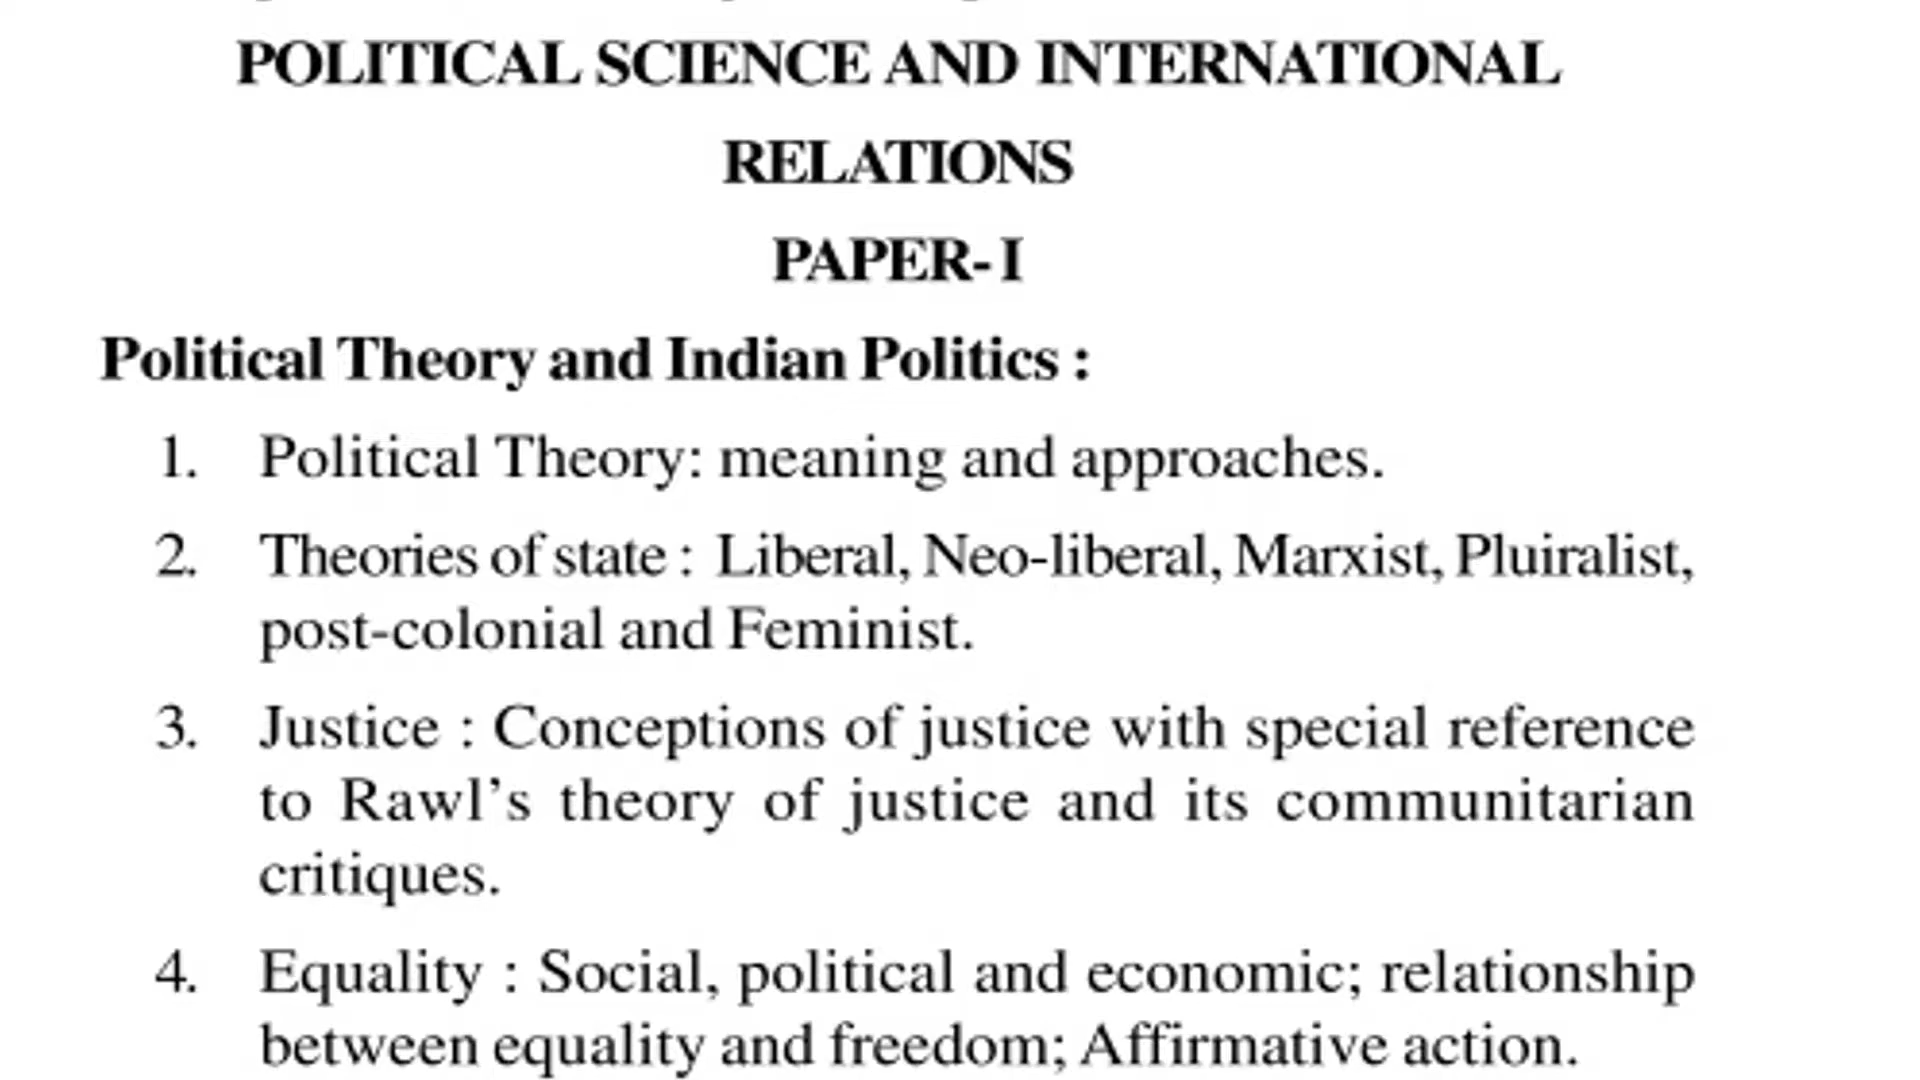 POLITICAL SCIENCE AND INTERNATIONAL
RELATIONS
PAPER- I
Political Theory and Indian Politics :
1. Political Theory: meaning and approaches.
2. Theories of state : Liberal, Neo-liberal, Marxist, Pluiralist,
post-colonial and Feminist.
3. Justice : Conceptions of justice with special reference
to Rawl’s theory of justice and its communitarian
critiques.
4. Equality : Social, political and economic; relationship
between equality and freedom; Affirmative action.